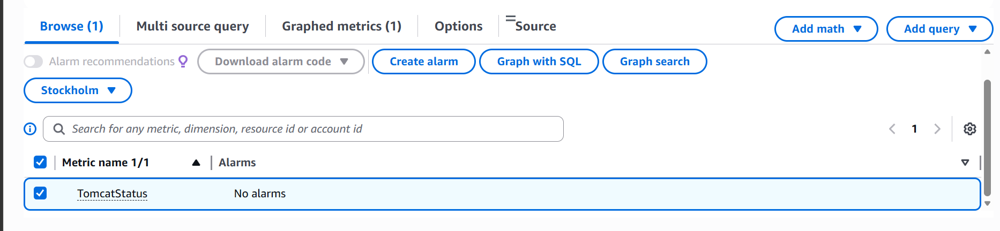 Browse (1) Multi source query Graphed metrics (1) Options Source Add math Add query
Alarm recommendations Download alarm code Create alarm Graph with SQL Graph search
Stockholm
Search for any metric, dimension, resource id or account id 1
Metric name 1/1 Alarms
TomcatStatus No alarms